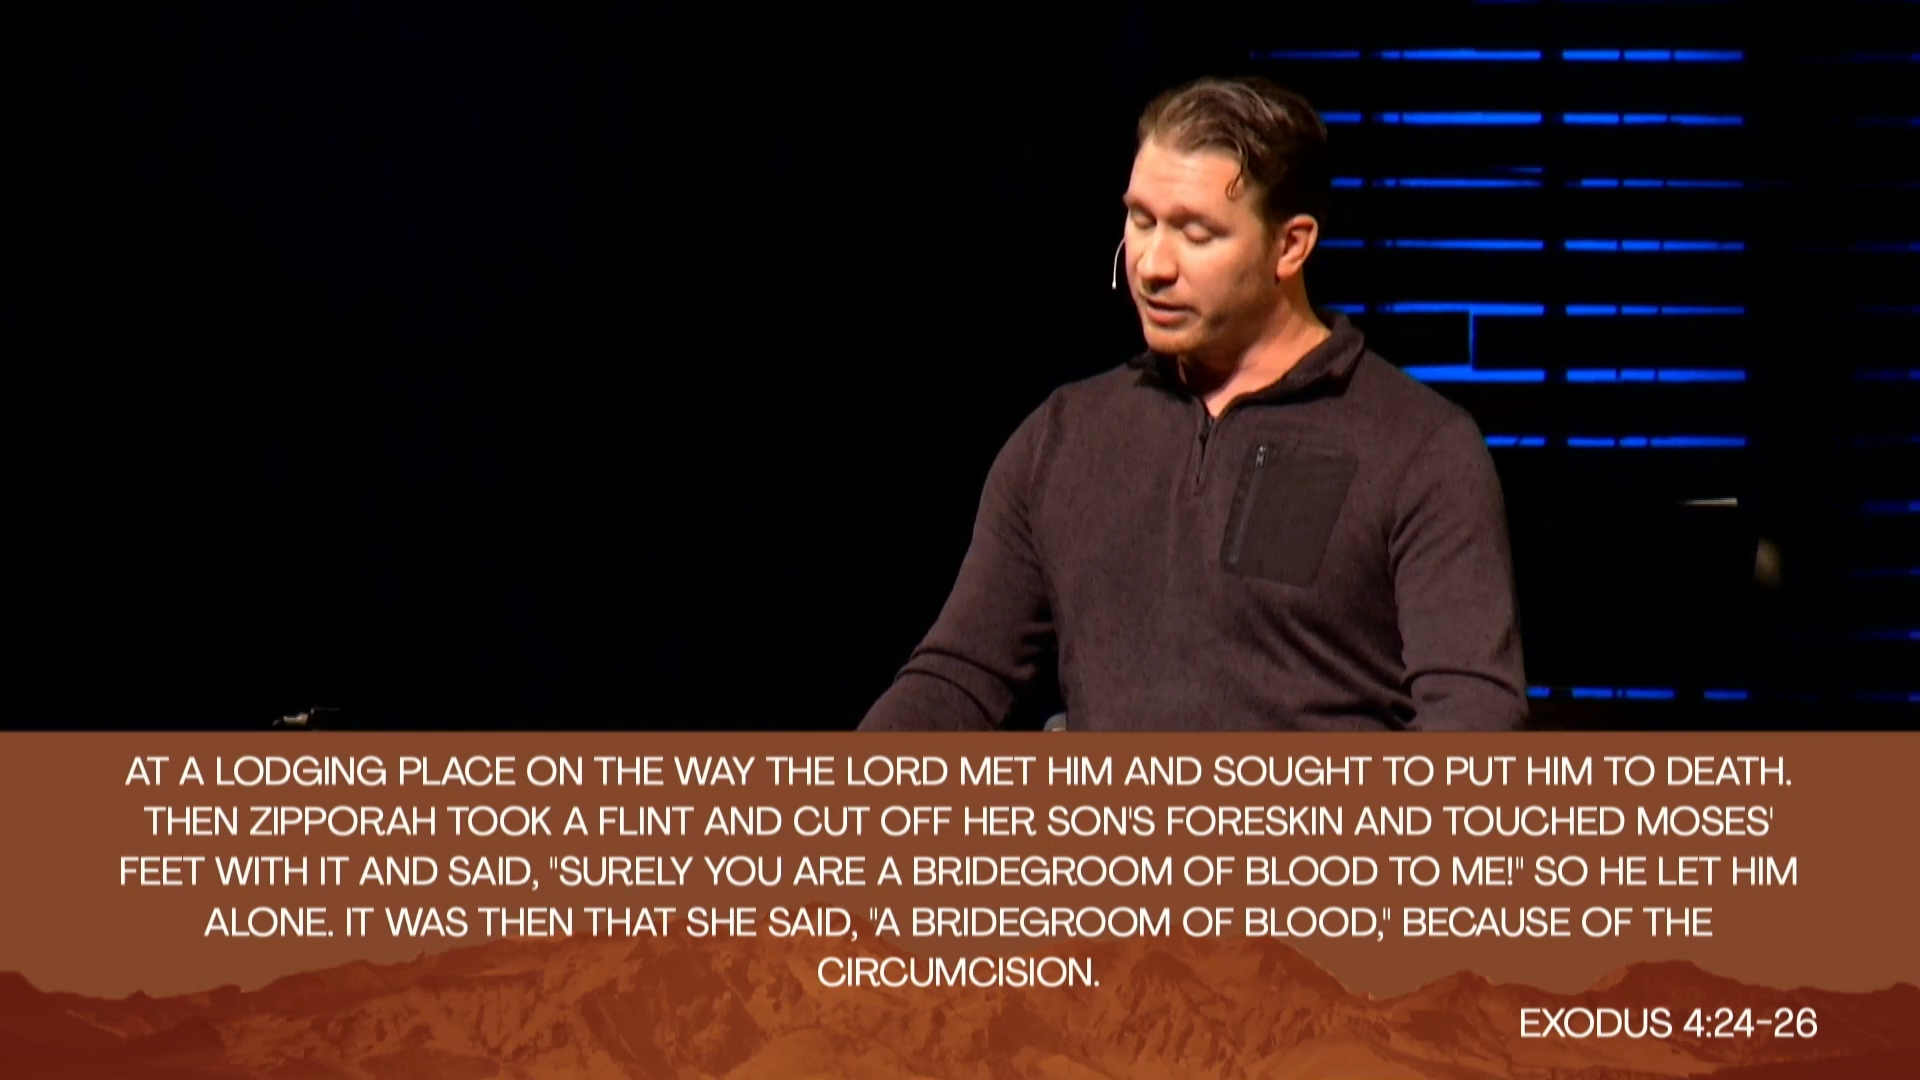 AT A LODGING PLACE ON THE WAY THE LORD MET HIM AND SOUGHT TO PUT HIM TO DEATH.
THEN ZIPPORAH TOOK A FLINT AND CUT OFF HER SON'S FORESKIN AND TOUCHED MOSES'
FEET WITH IT AND SAID, "SURELY YOU ARE A BRIDEGROOM OF BLOOD TO ME!" SO HE LET HIM
ALONE. IT WAS THEN THAT SHE SAID, "A BRIDEGROOM OF BLOOD," BECAUSE OF THE
CIRCUMCISION.
EXODUS 4:24-26